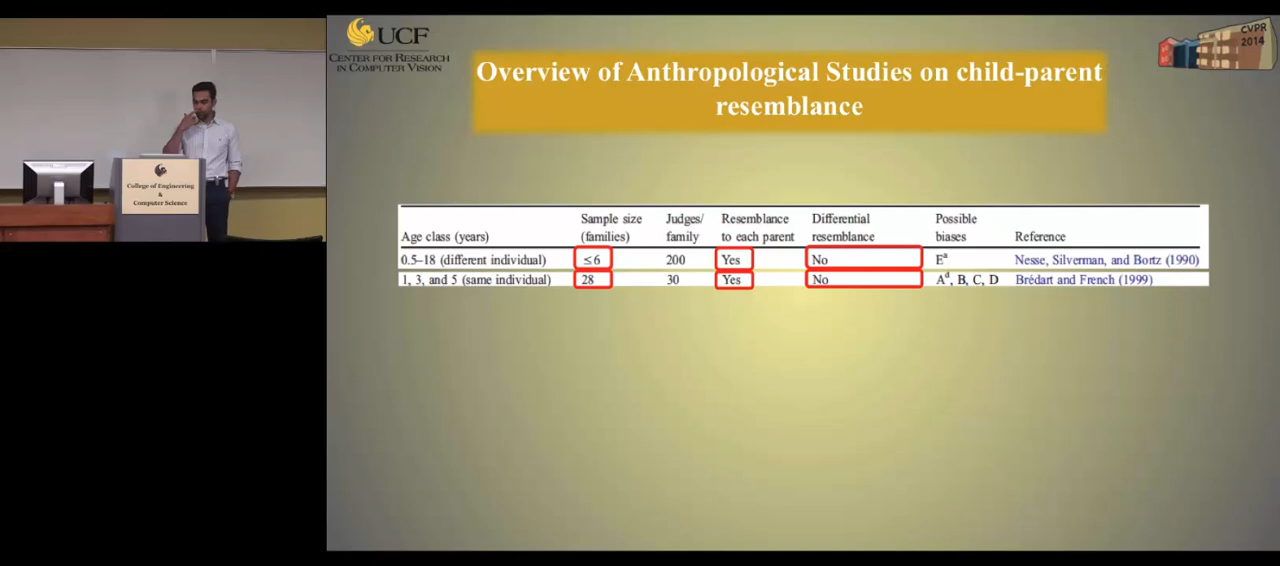 UCF
CENTER FOR RESEARCH
IN COMPUTER VISION
CVPR
2014
Overview of Anthropological Studies on child-parent
resemblance
College of Engineering
&
Computer Science
Age class (years) Sample size (families) Judges/ family Resemblance to each parent Differential resemblance Possible biases Reference
0.5–18 (different individual) ≤6 200 Yes No Eᵃ Nesse, Silverman, and Bortz (1990)
1, 3, and 5 (same individual) 28 30 Yes No Aᵈ, B, C, D Brédart and French (1999)